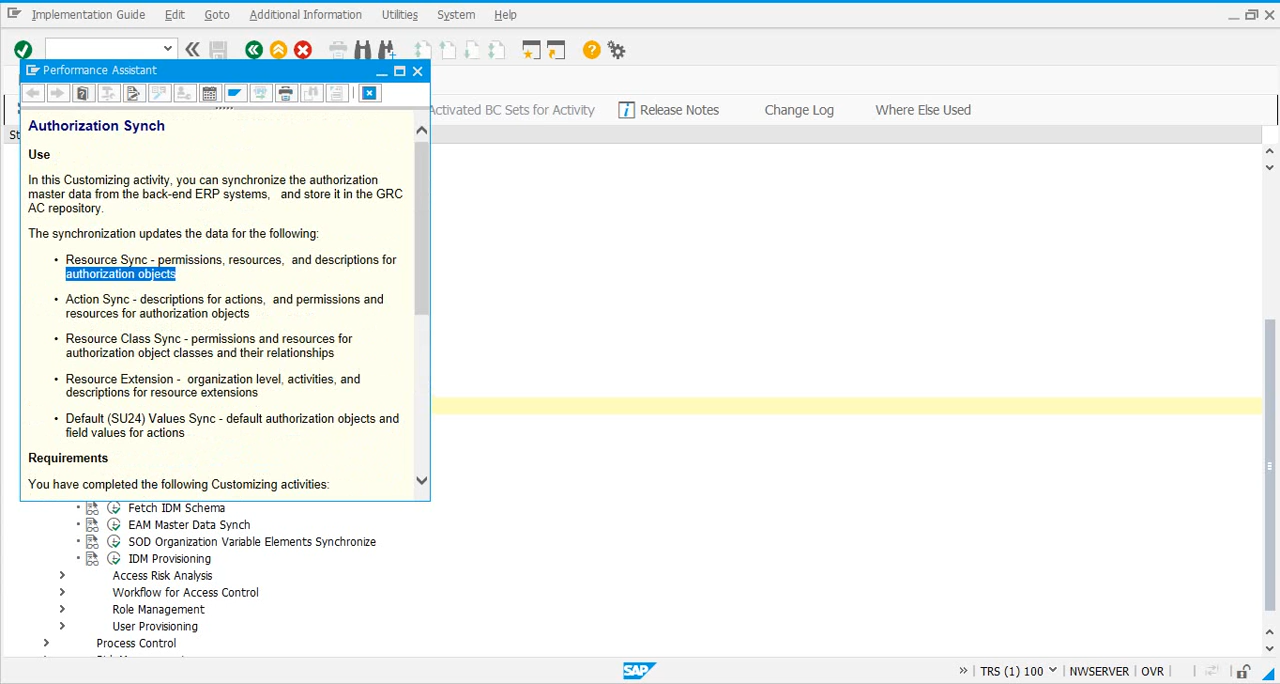 Implementation Guide Edit Goto Additional Information Utilities System Help
Performance Assistant
Activated BC Sets for Activity Release Notes Change Log Where Else Used
St
Authorization Synch
Use
In this Customizing activity, you can synchronize the authorization
master data from the back-end ERP systems, and store it in the GRC
AC repository.
The synchronization updates the data for the following:
• Resource Sync - permissions, resources, and descriptions for
authorization objects
• Action Sync - descriptions for actions, and permissions and
resources for authorization objects
• Resource Class Sync - permissions and resources for
authorization object classes and their relationships
• Resource Extension - organization level, activities, and
descriptions for resource extensions
• Default (SU24) Values Sync - default authorization objects and
field values for actions
Requirements
You have completed the following Customizing activities:
Fetch IDM Schema
EAM Master Data Synch
SOD Organization Variable Elements Synchronize
IDM Provisioning
Access Risk Analysis
Workflow for Access Control
Role Management
User Provisioning
Process Control
SAP TRS (1) 100 NWSERVER OVR